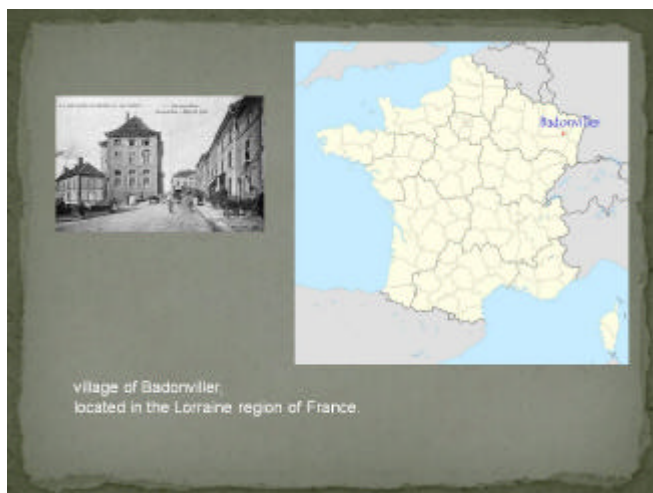 Badonviller
village of Badonviller,
located in the Lorraine region of France.